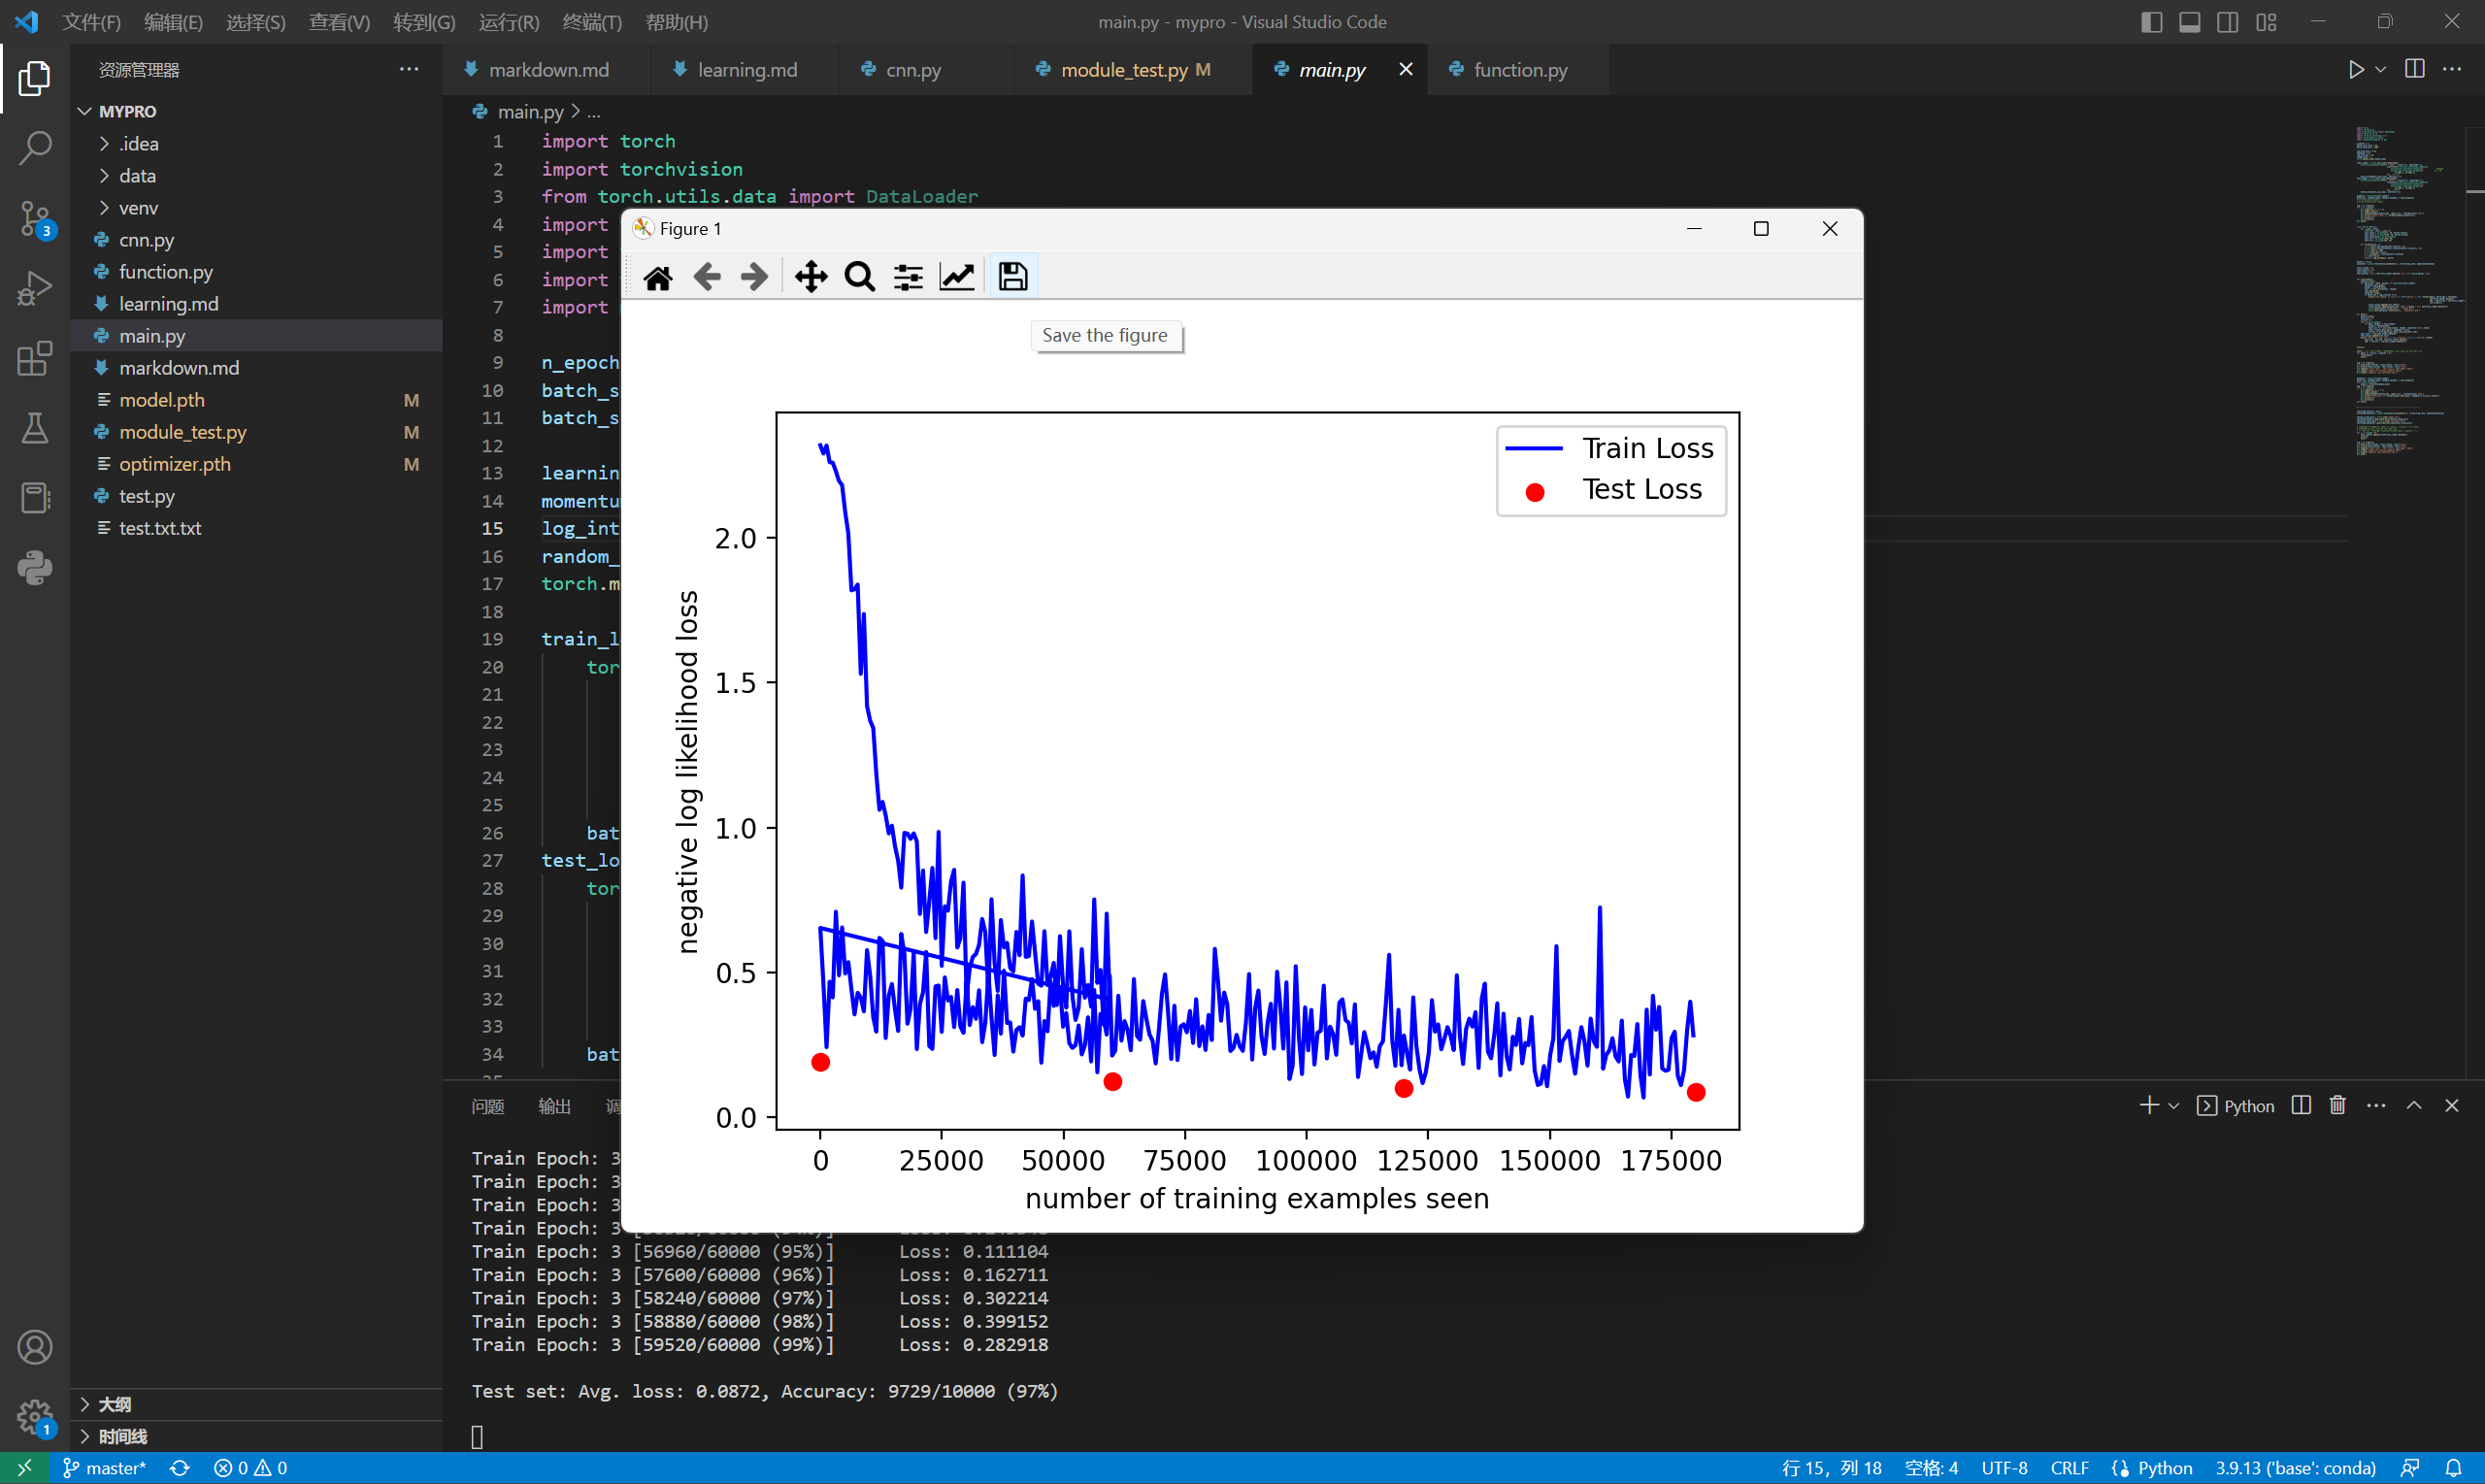 文件(F) 编辑(E) 选择(S) 查看(V) 转到(G) 运行(R) 终端(T) 帮助(H)
main.py - mypro - Visual Studio Code
资源管理器
MYPRO
.idea
data
venv
cnn.py
function.py
learning.md
main.py
markdown.md
model.pth M
module_test.py M
optimizer.pth M
test.py
test.txt.txt
大纲
时间线
3
1
markdown.md learning.md cnn.py module_test.py M main.py function.py
main.py > ...
1 import torch
2 import torchvision
3 from torch.utils.data import DataLoader
4 import
5 import
6 import
7 import
8
9 n_epoch
10 batch_s
11 batch_s
12
13 learnin
14 momentu
15 log_int
16 random_
17 torch.m
18
19 train_l
20 tor
21
22
23
24
25
26 bat
27 test_lo
28 tor
29
30
31
32
33
34 bat
Figure 1
Save the figure
Train Loss
Test Loss
negative log likelihood loss
2.0
1.5
1.0
0.5
0.0
0 25000 50000 75000 100000 125000 150000 175000
number of training examples seen
问题 输出 调
Python
Train Epoch: 3
Train Epoch: 3
Train Epoch: 3
Train Epoch: 3
Train Epoch: 3 [56960/60000 (95%)] Loss: 0.111104
Train Epoch: 3 [57600/60000 (96%)] Loss: 0.162711
Train Epoch: 3 [58240/60000 (97%)] Loss: 0.302214
Train Epoch: 3 [58880/60000 (98%)] Loss: 0.399152
Train Epoch: 3 [59520/60000 (99%)] Loss: 0.282918
Test set: Avg. loss: 0.0872, Accuracy: 9729/10000 (97%)
master* 0 0
行 15，列 18 空格: 4 UTF-8 CRLF Python 3.9.13 ('base': conda)